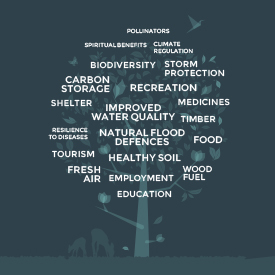 POLLINATORS
SPIRITUAL BENEFITS
CLIMATE
REGULATION
BIODIVERSITY
STORM
PROTECTION
CARBON
STORAGE
RECREATION
SHELTER
IMPROVED
WATER QUALITY
MEDICINES
TIMBER
RESILIENCE
TO DISEASES
NATURAL FLOOD
DEFENCES
FOOD
TOURISM
HEALTHY SOIL
FRESH
AIR
EMPLOYMENT
WOOD
FUEL
EDUCATION